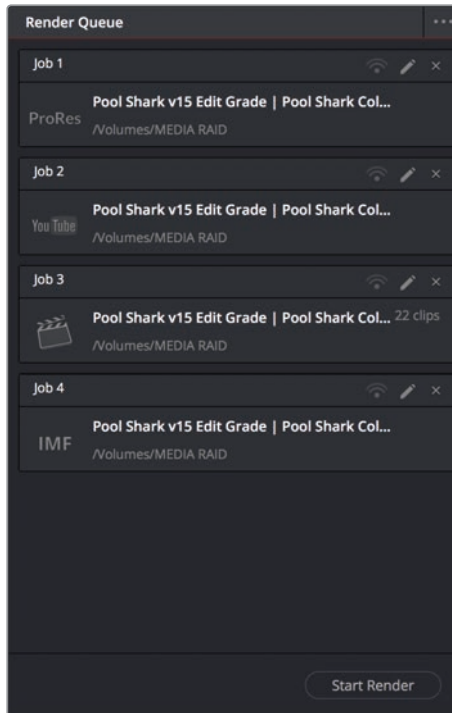 Render Queue
Job 1
ProRes
Pool Shark v15 Edit Grade | Pool Shark Col...
/Volumes/MEDIA RAID
Job 2
You Tube
Pool Shark v15 Edit Grade | Pool Shark Col...
/Volumes/MEDIA RAID
Job 3
Pool Shark v15 Edit Grade | Pool Shark Col... 22 clips
/Volumes/MEDIA RAID
Job 4
IMF
Pool Shark v15 Edit Grade | Pool Shark Col...
/Volumes/MEDIA RAID
Start Render